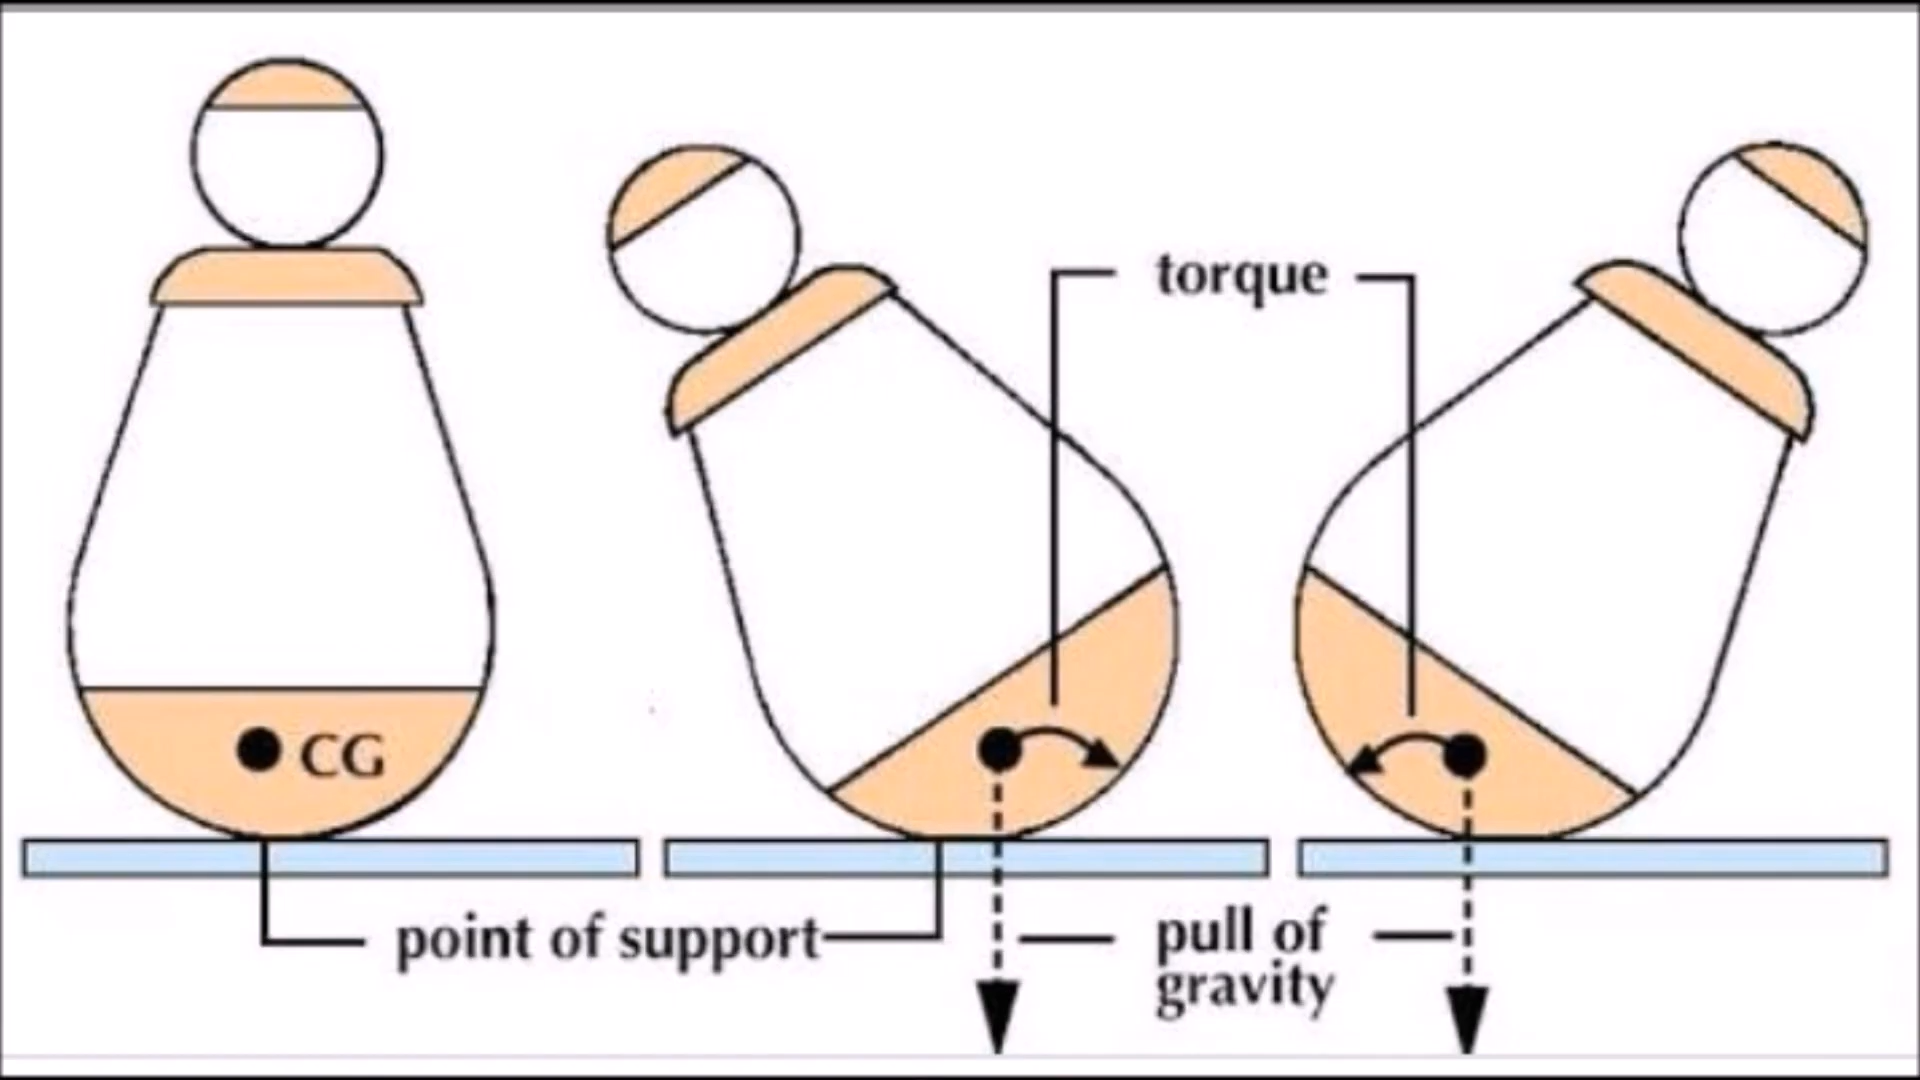 torque
CG
point of support
pull of
gravity